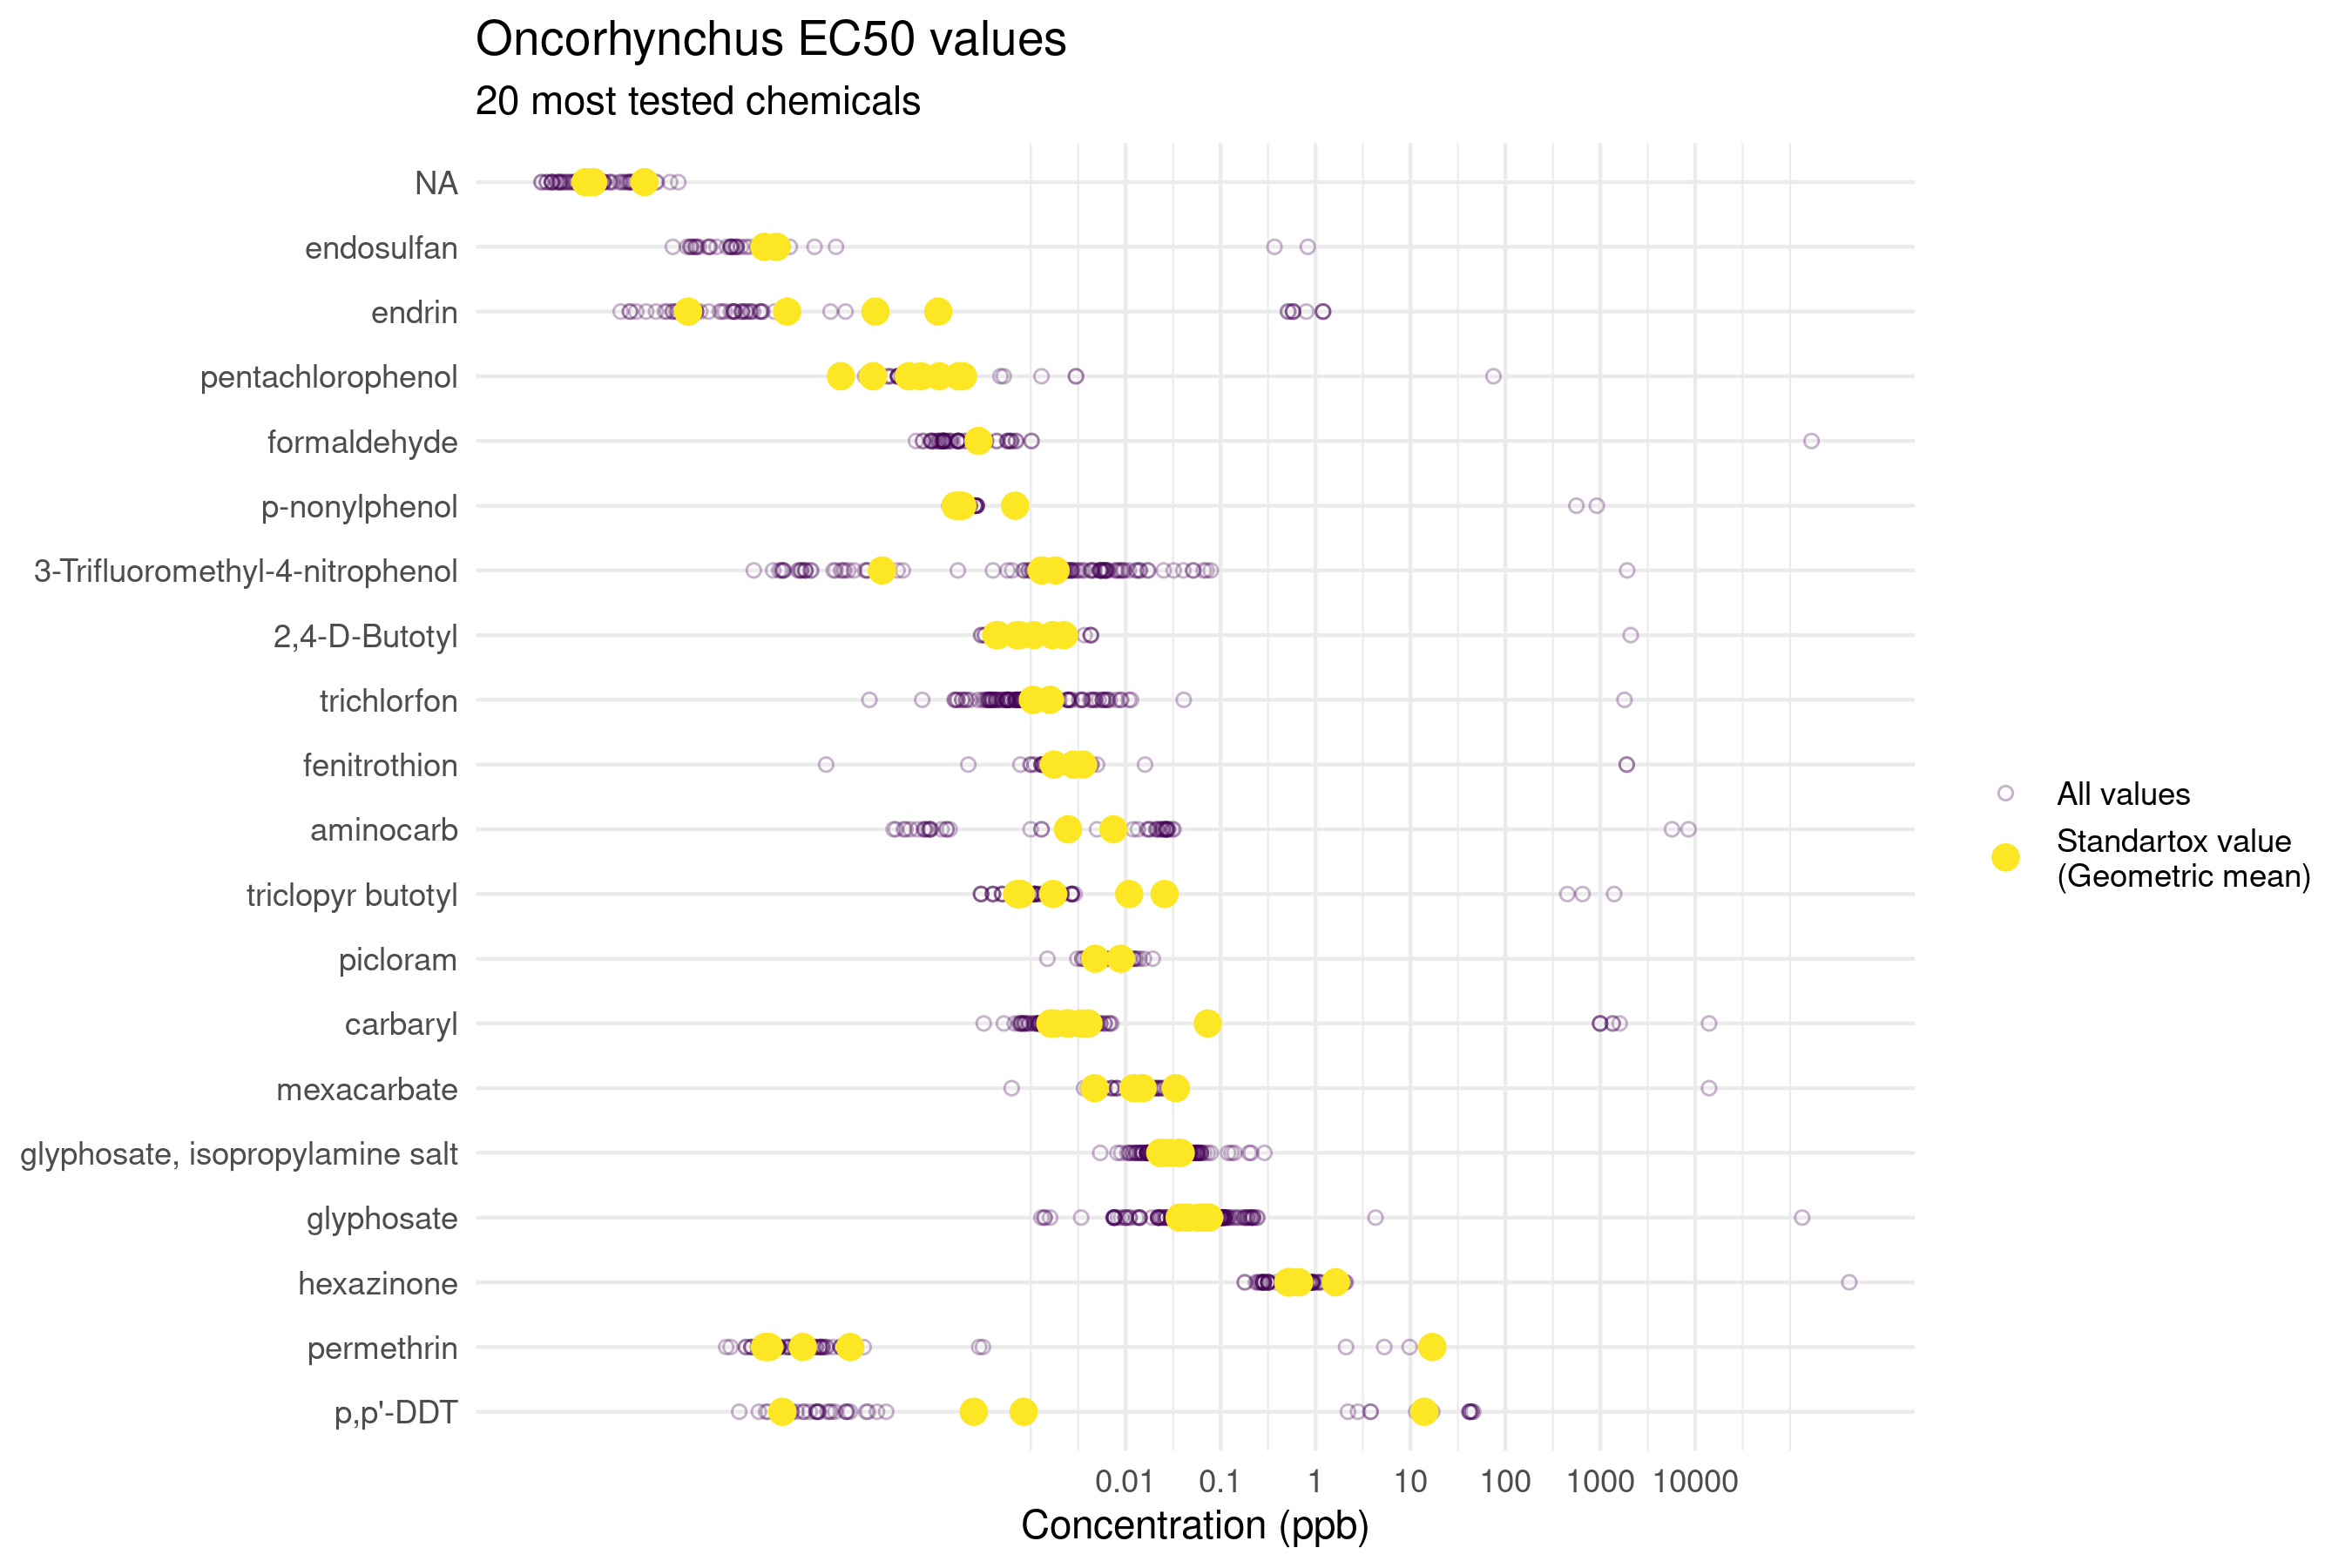 Oncorhynchus EC50 values
20 most tested chemicals
NA
endosulfan
endrin
pentachlorophenol
formaldehyde
p-nonylphenol
3-Trifluoromethyl-4-nitrophenol
2,4-D-Butotyl
trichlorfon
fenitrothion
aminocarb
triclopyr butotyl
picloram
carbaryl
mexacarbate
glyphosate, isopropylamine salt
glyphosate
hexazinone
permethrin
p,p'-DDT
0.01 0.1 1 10 100 1000 10000
Concentration (ppb)
All values
Standartox value
(Geometric mean)